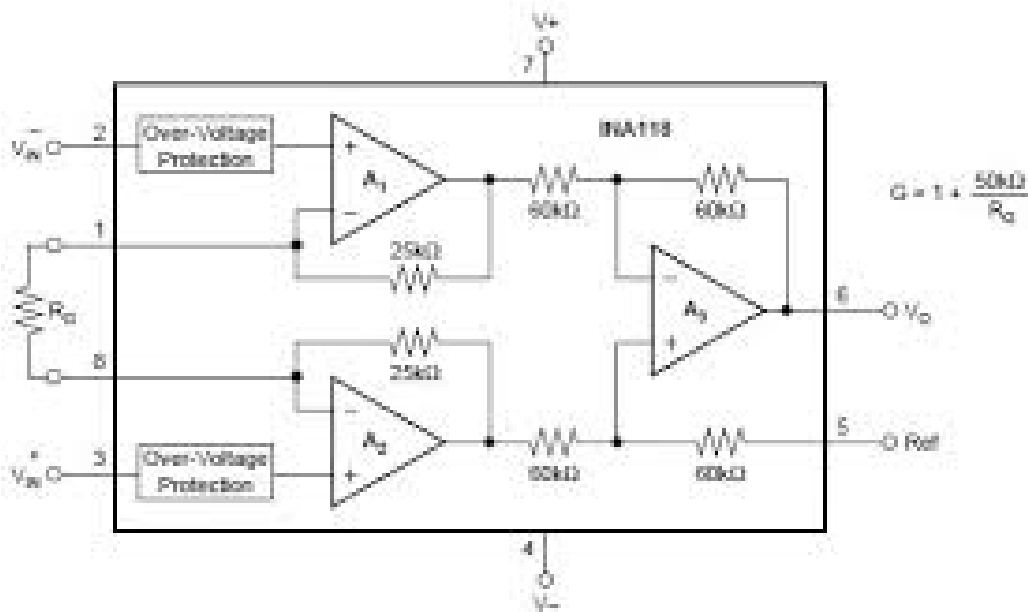 V+
7
INA118
2
V−IN
Over-Voltage
Protection
+
A1
−
60kΩ
60kΩ
G = 1 + 50kΩ
RG
1
25kΩ
RG
−
A3
+
6
VO
8
25kΩ
−
A2
+
5
Ref
3
V+IN
Over-Voltage
Protection
60kΩ
60kΩ
4
V−